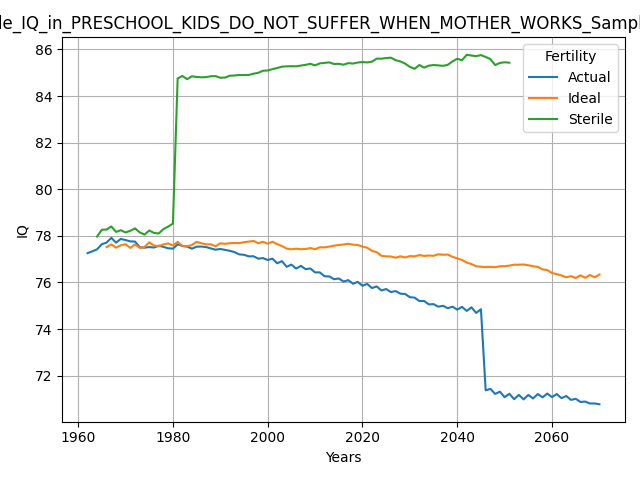 le_IQ_in_PRESCHOOL_KIDS_DO_NOT_SUFFER_WHEN_MOTHER_WORKS_Sampl
86
84
82
80
78
76
74
72
IQ
Fertility
Actual
Ideal
Sterile
1960 1980 2000 2020 2040 2060
Years